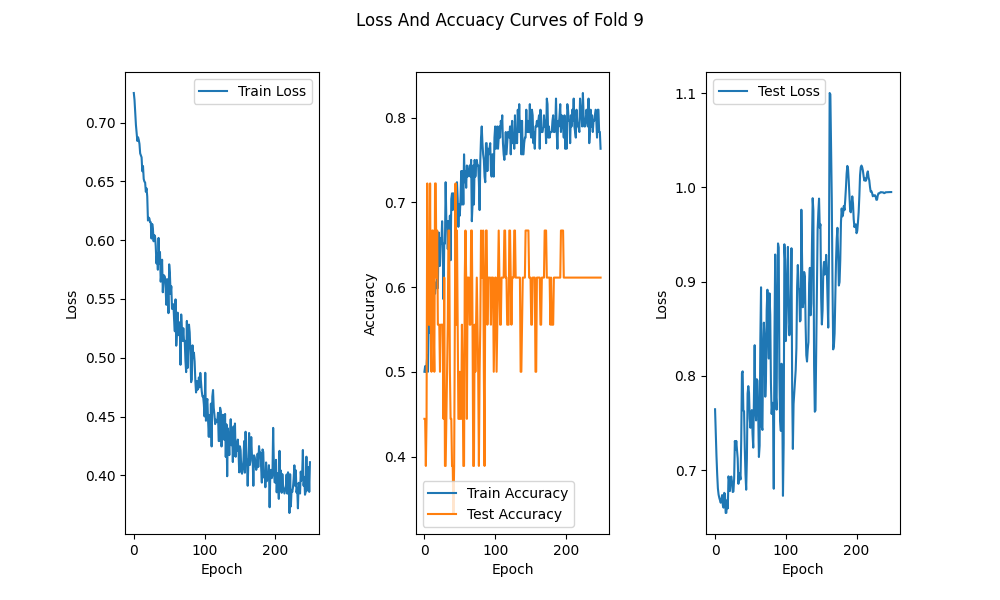 Loss And Accuacy Curves of Fold 9
Loss
0.70
0.65
0.60
0.55
0.50
0.45
0.40
Train Loss
0 100 200
Epoch
Accuracy
0.8
0.7
0.6
0.5
0.4
Train Accuracy
Test Accuracy
0 100 200
Epoch
Loss
1.1
1.0
0.9
0.8
0.7
Test Loss
0 100 200
Epoch